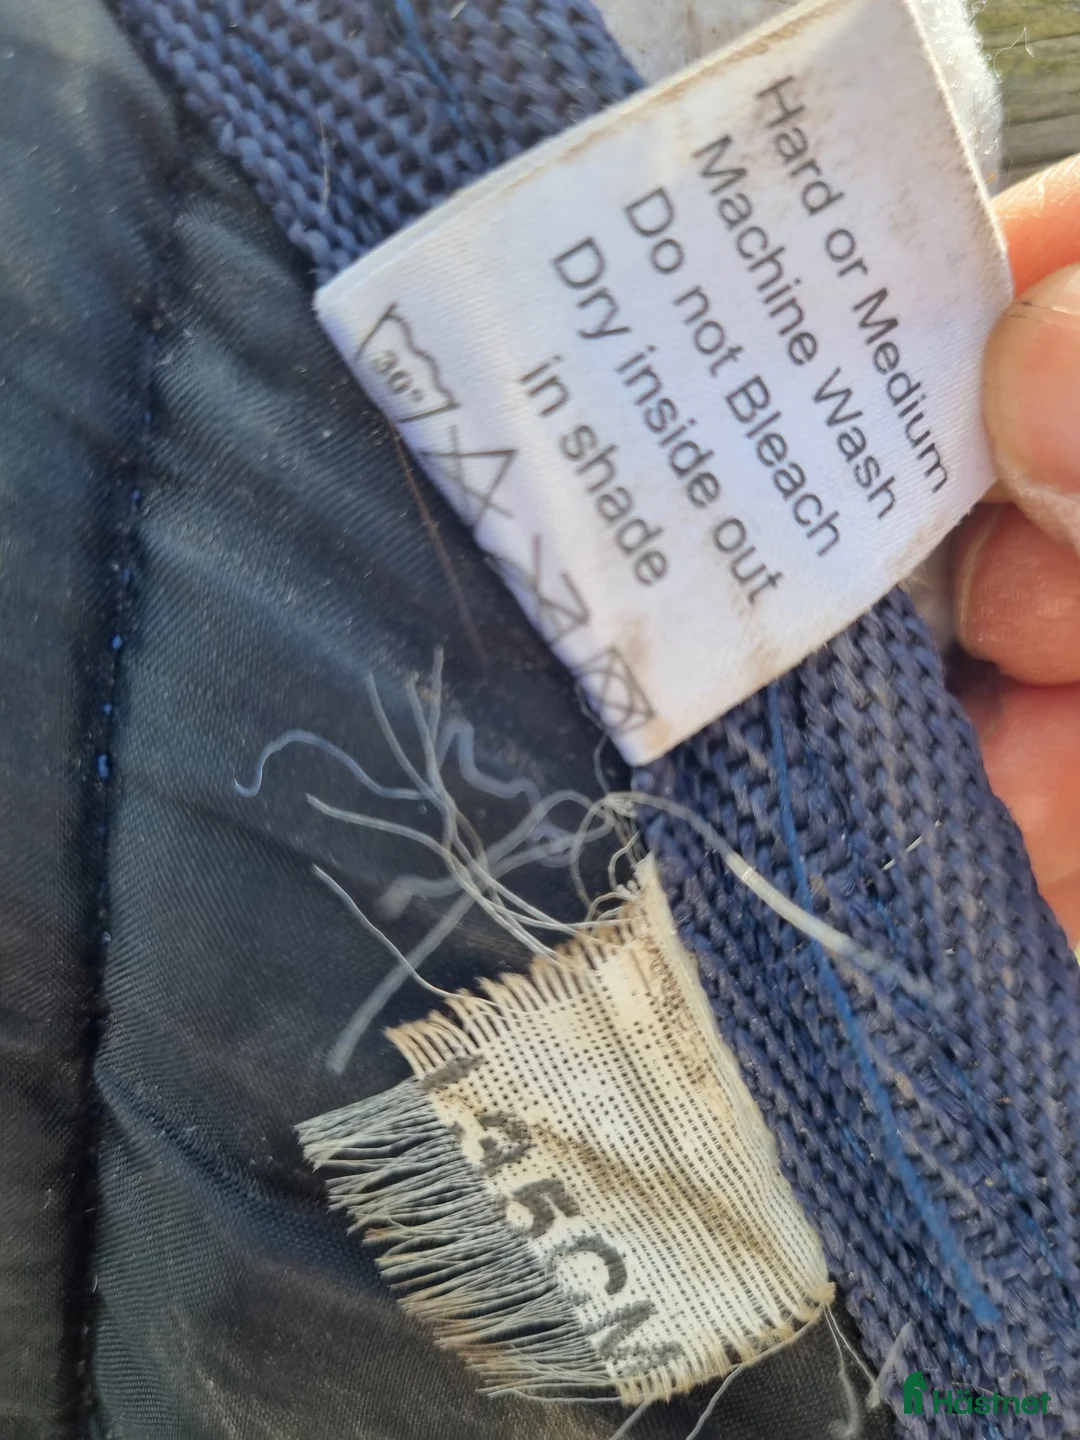 Hard or Medium
Machine Wash
Do not Bleach
Dry inside out
in shade
30°
145CM
Hästnet